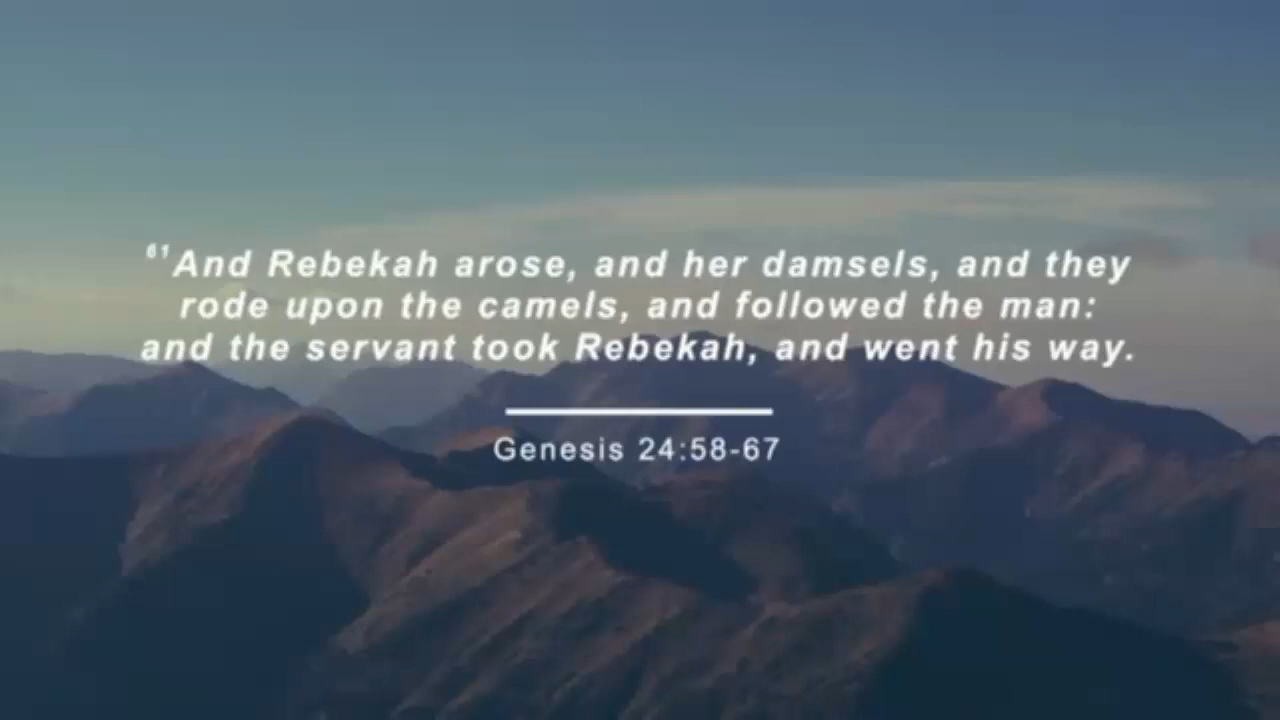 ⁶¹And Rebekah arose, and her damsels, and they
rode upon the camels, and followed the man:
and the servant took Rebekah, and went his way.
Genesis 24:58-67